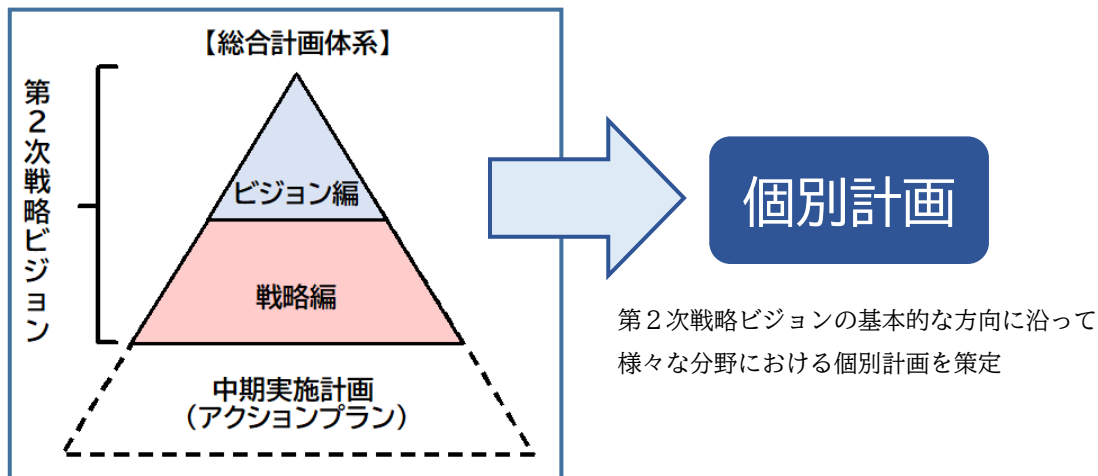 【総合計画体系】
第２次戦略ビジョン
ビジョン編
戦略編
中期実施計画
（アクションプラン）
個別計画
第２次戦略ビジョンの基本的な方向に沿って
様々な分野における個別計画を策定